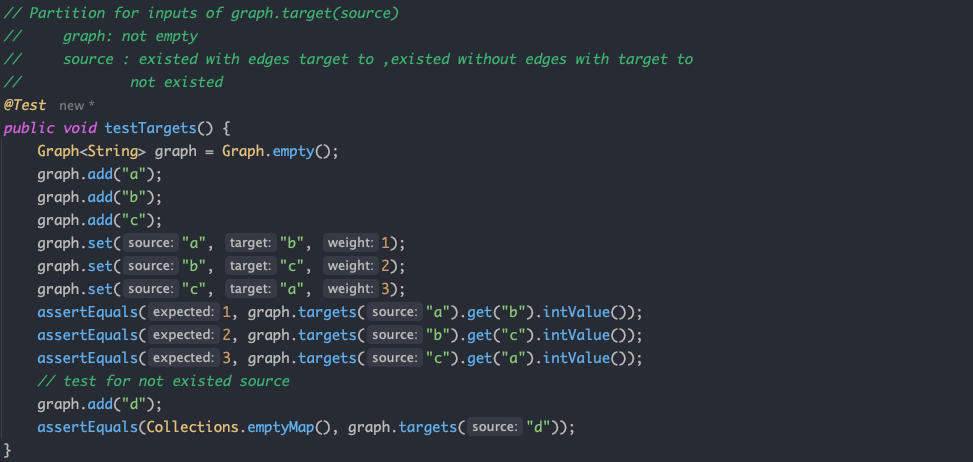 // Partition for inputs of graph.target(source)
//     graph: not empty
//     source : existed with edges target to ,existed without edges with target to
//             not existed
@Test new *
public void testTargets() {
    Graph<String> graph = Graph.empty();
    graph.add("a");
    graph.add("b");
    graph.add("c");
    graph.set( source: "a", target: "b", weight: 1);
    graph.set( source: "b", target: "c", weight: 2);
    graph.set( source: "c", target: "a", weight: 3);
    assertEquals( expected: 1, graph.targets( source: "a").get("b").intValue());
    assertEquals( expected: 2, graph.targets( source: "b").get("c").intValue());
    assertEquals( expected: 3, graph.targets( source: "c").get("a").intValue());
    // test for not existed source
    graph.add("d");
    assertEquals(Collections.emptyMap(), graph.targets( source: "d"));
}